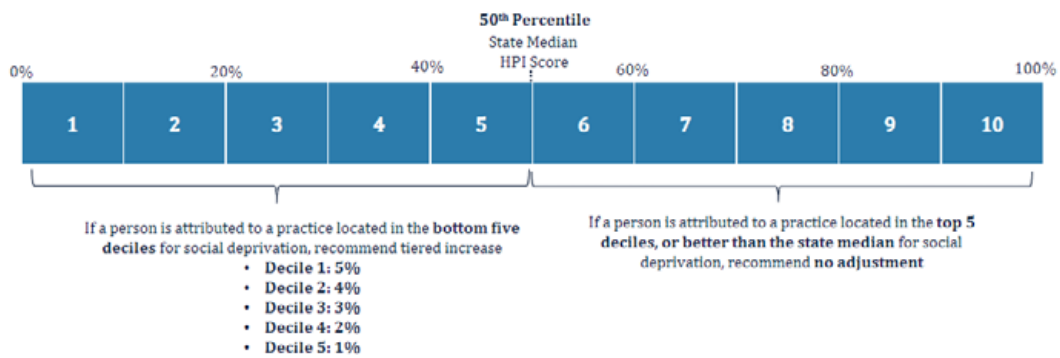 50th Percentile
State Median
HPI Score
0%
20%
40%
60%
80%
100%
1
2
3
4
5
6
7
8
9
10
If a person is attributed to a practice located in the bottom five
deciles for social deprivation, recommend tiered increase
• Decile 1: 5%
• Decile 2: 4%
• Decile 3: 3%
• Decile 4: 2%
• Decile 5: 1%
If a person is attributed to a practice located in the top 5
deciles, or better than the state median for social
deprivation, recommend no adjustment